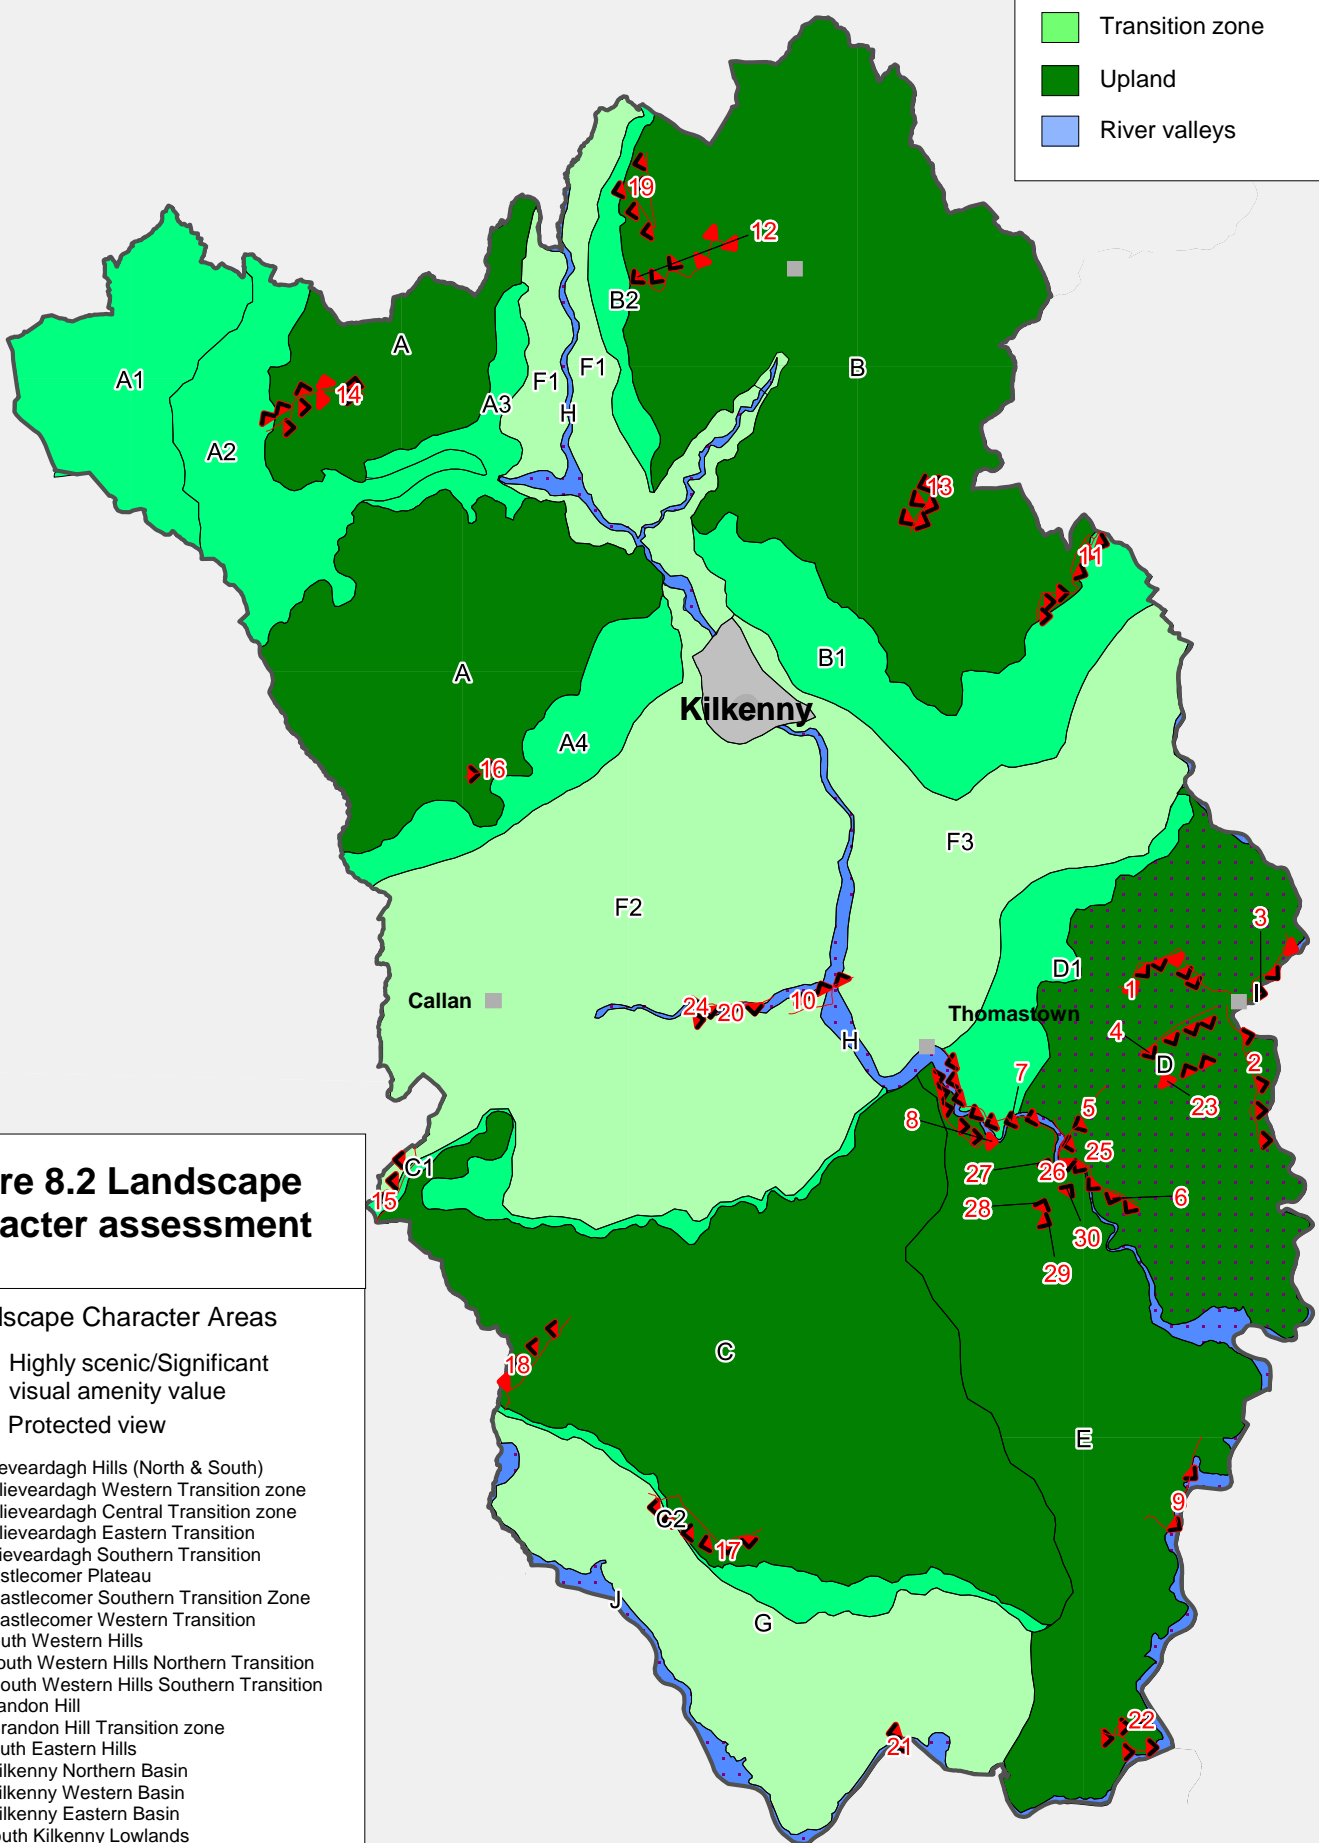 Transition zone
Upland
River valleys
19
12
B2
A
A1
F1
F1
B
14
A3
H
A2
13
11
B1
A
Kilkenny
A4
16
F3
F2
3
D1
1
I
Callan
24
20
10
Thomastown
4
H
D
2
7
23
5
8
25
C1
27
26
15
6
28
30
29
re 8.2 Landscape
acter assessment
dscape Character Areas
Highly scenic/Significant
visual amenity value
Protected view
ieveardagh Hills (North & South)
lieveardagh Western Transition zone
lieveardagh Central Transition zone
lieveardagh Eastern Transition
ieveardagh Southern Transition
stlecomer Plateau
astlecomer Southern Transition Zone
astlecomer Western Transition
uth Western Hills
outh Western Hills Northern Transition
outh Western Hills Southern Transition
andon Hill
randon Hill Transition zone
uth Eastern Hills
ilkenny Northern Basin
ilkenny Western Basin
ilkenny Eastern Basin
outh Kilkenny Lowlands
18
C
E
9
C2
17
J
G
22
21